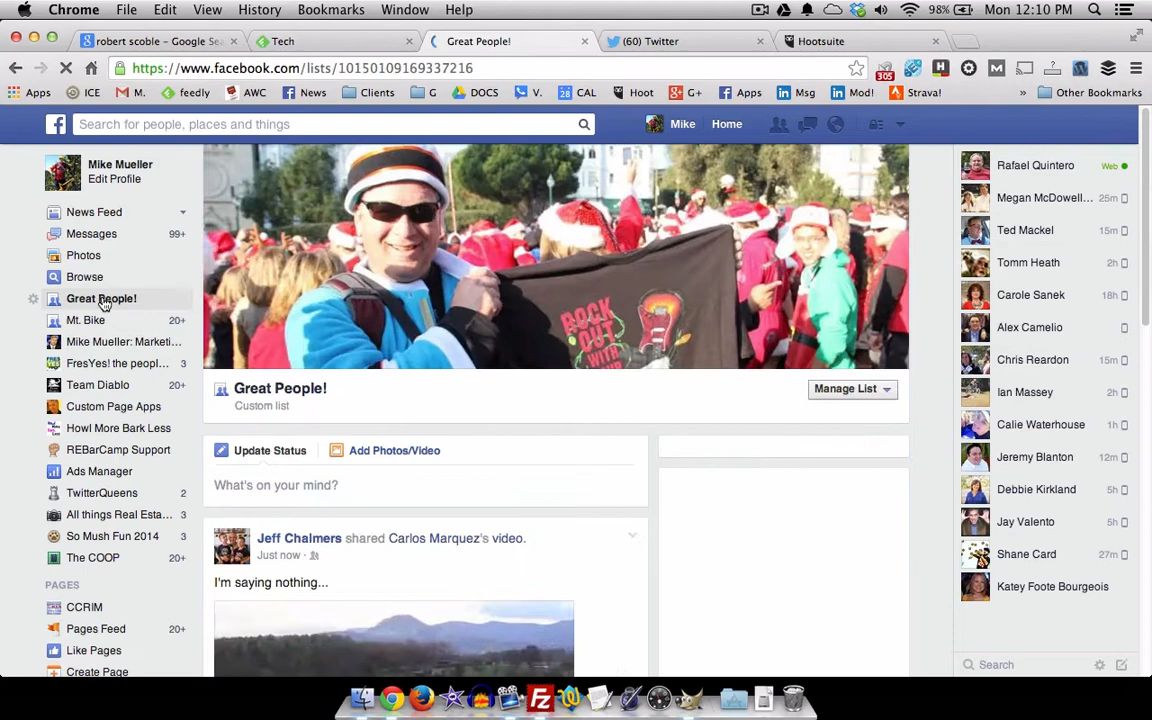 Chrome File Edit View History Bookmarks Window Help 98% Mon 12:10 PM
robert scoble – Google Sea Tech Great People! (60) Twitter Hootsuite
https://www.facebook.com/lists/10150109169337216 305
Apps ICE M. feedly AWC News Clients G DOCS V. 28 CAL Hoot G+ Apps Msg Mod! Strava! » Other Bookmarks
Search for people, places and things Mike Home
Mike Mueller
Edit Profile
News Feed
Messages 99+
Photos
Browse
Great People!
Mt. Bike 20+
Mike Mueller: Marketi...
FresYes! the peopl... 3
Team Diablo 20+
Custom Page Apps
Howl More Bark Less
REBarCamp Support
Ads Manager
TwitterQueens 2
All things Real Esta... 3
So Mush Fun 2014 3
The COOP 20+
PAGES
CCRIM
Pages Feed 20+
Like Pages
Create Page
ROCK
OUT
WITH
Great People!
Custom list
Manage List
Update Status Add Photos/Video
What's on your mind?
Jeff Chalmers shared Carlos Marquez's video.
Just now
I'm saying nothing...
Rafael Quintero Web
Megan McDowell... 25m
Ted Mackel 15m
Tomm Heath 2h
Carole Sanek 18h
Alex Camelio
Chris Reardon 15m
Ian Massey 2h
Calie Waterhouse 1h
Jeremy Blanton 12m
Debbie Kirkland 5h
Jay Valento 5h
Shane Card 27m
Katey Foote Bourgeois
Search